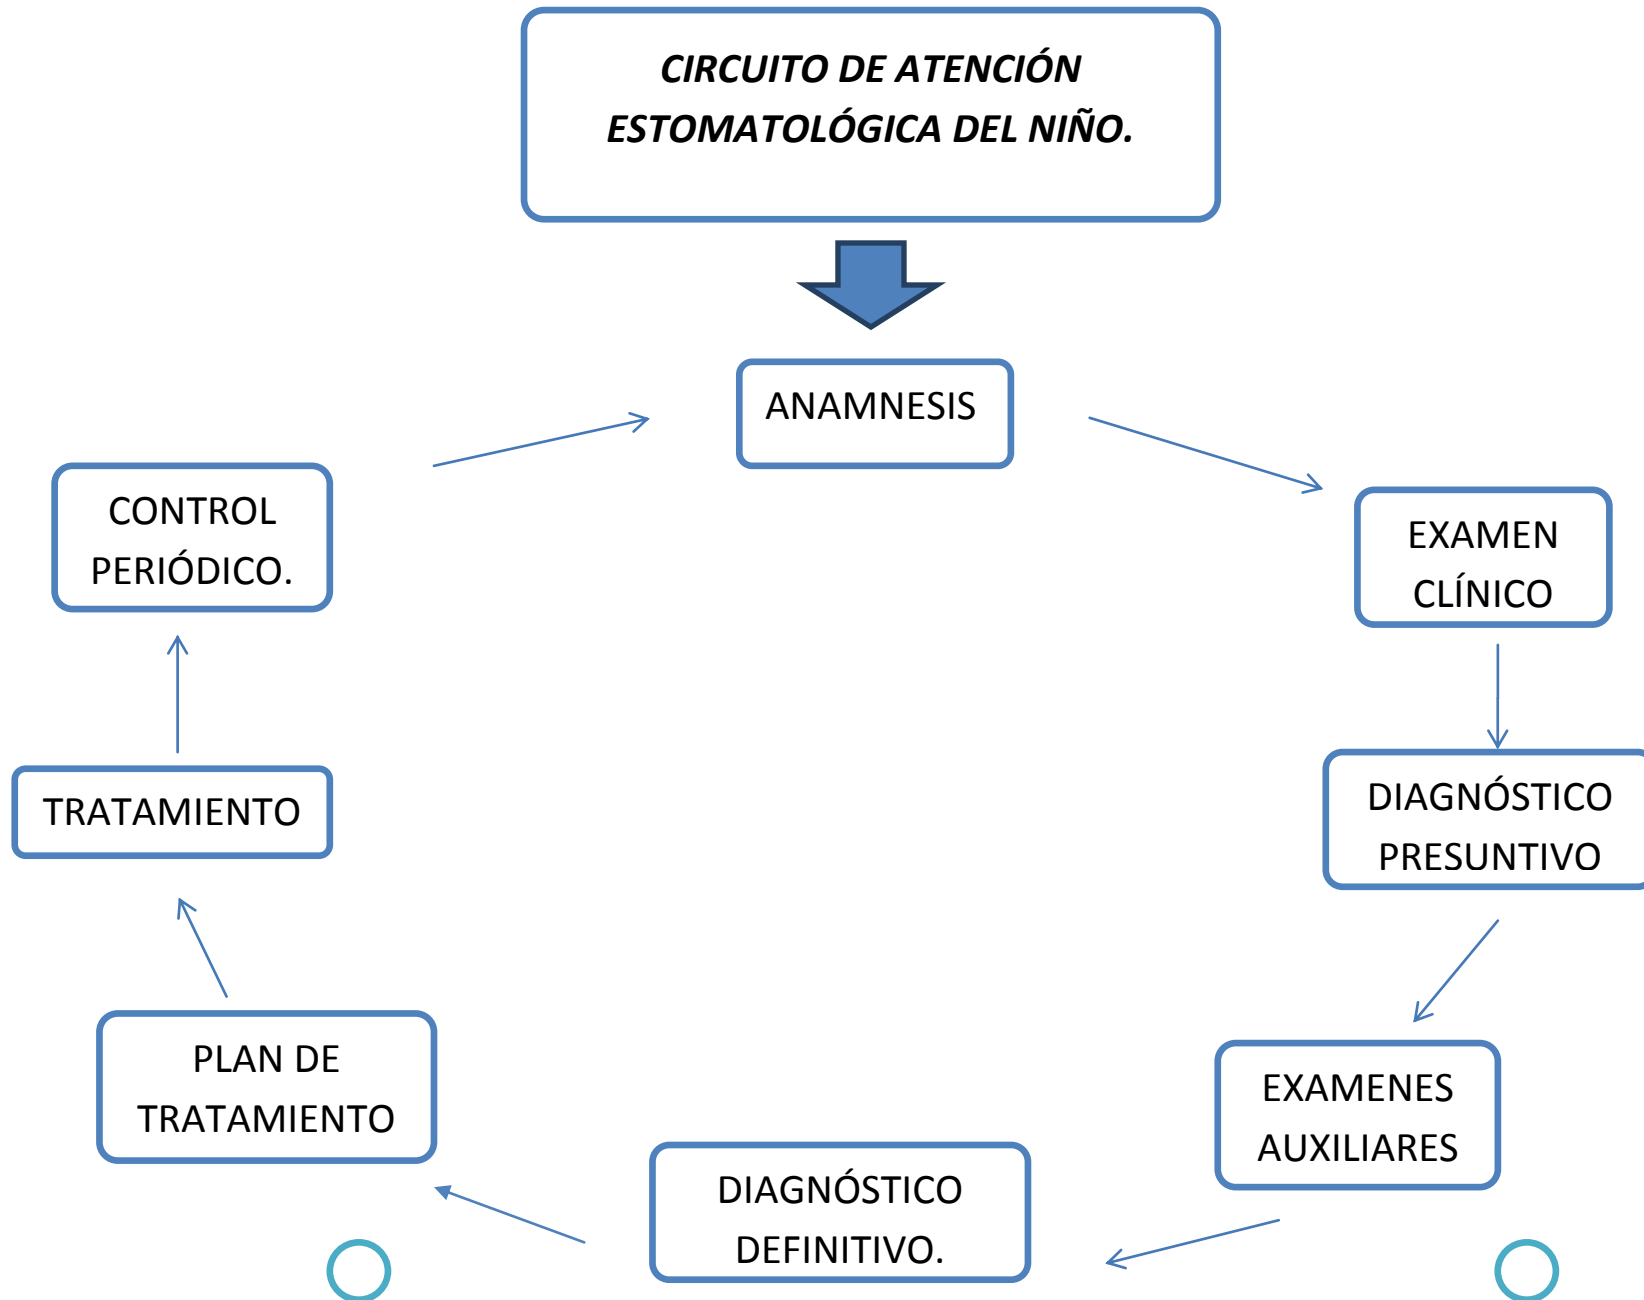 CIRCUITO DE ATENCIÓN
ESTOMATOLÓGICA DEL NIÑO.
ANAMNESIS
EXAMEN
CLÍNICO
DIAGNÓSTICO
PRESUNTIVO
EXAMENES
AUXILIARES
DIAGNÓSTICO
DEFINITIVO.
PLAN DE
TRATAMIENTO
TRATAMIENTO
CONTROL
PERIÓDICO.